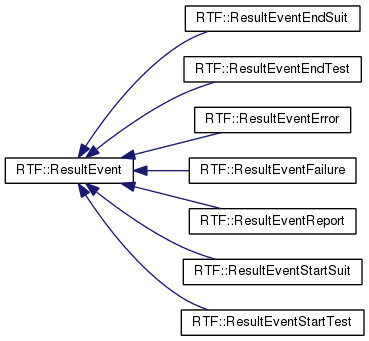 RTF::ResultEventEndSuit
RTF::ResultEventEndTest
RTF::ResultEventError
RTF::ResultEvent
RTF::ResultEventFailure
RTF::ResultEventReport
RTF::ResultEventStartSuit
RTF::ResultEventStartTest